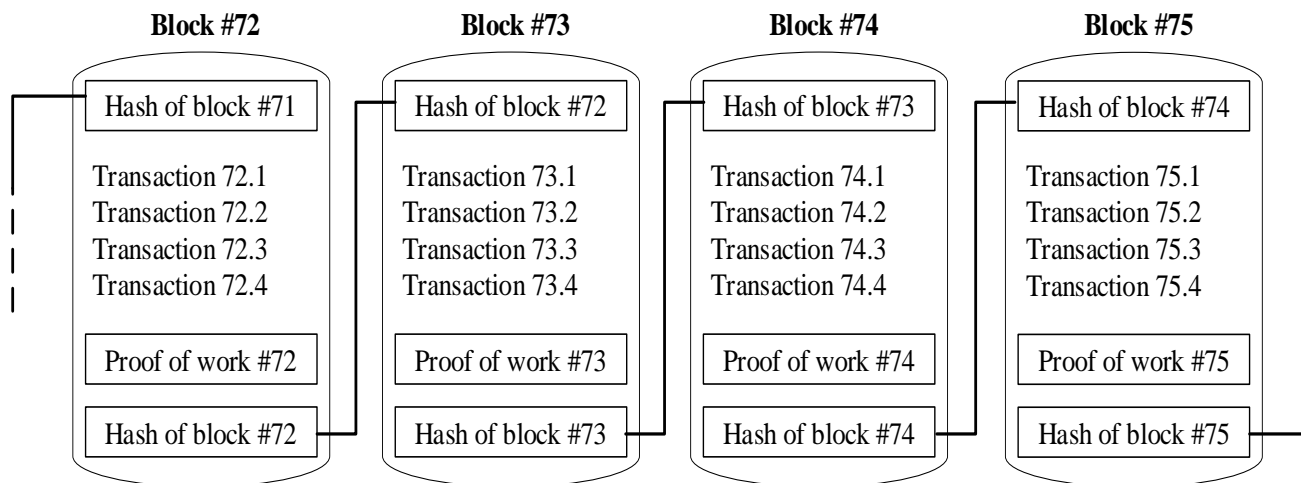 Block #72
Hash of block #71
Transaction 72.1
Transaction 72.2
Transaction 72.3
Transaction 72.4
Proof of work #72
Hash of block #72
Block #73
Hash of block #72
Transaction 73.1
Transaction 73.2
Transaction 73.3
Transaction 73.4
Proof of work #73
Hash of block #73
Block #74
Hash of block #73
Transaction 74.1
Transaction 74.2
Transaction 74.3
Transaction 74.4
Proof of work #74
Hash of block #74
Block #75
Hash of block #74
Transaction 75.1
Transaction 75.2
Transaction 75.3
Transaction 75.4
Proof of work #75
Hash of block #75